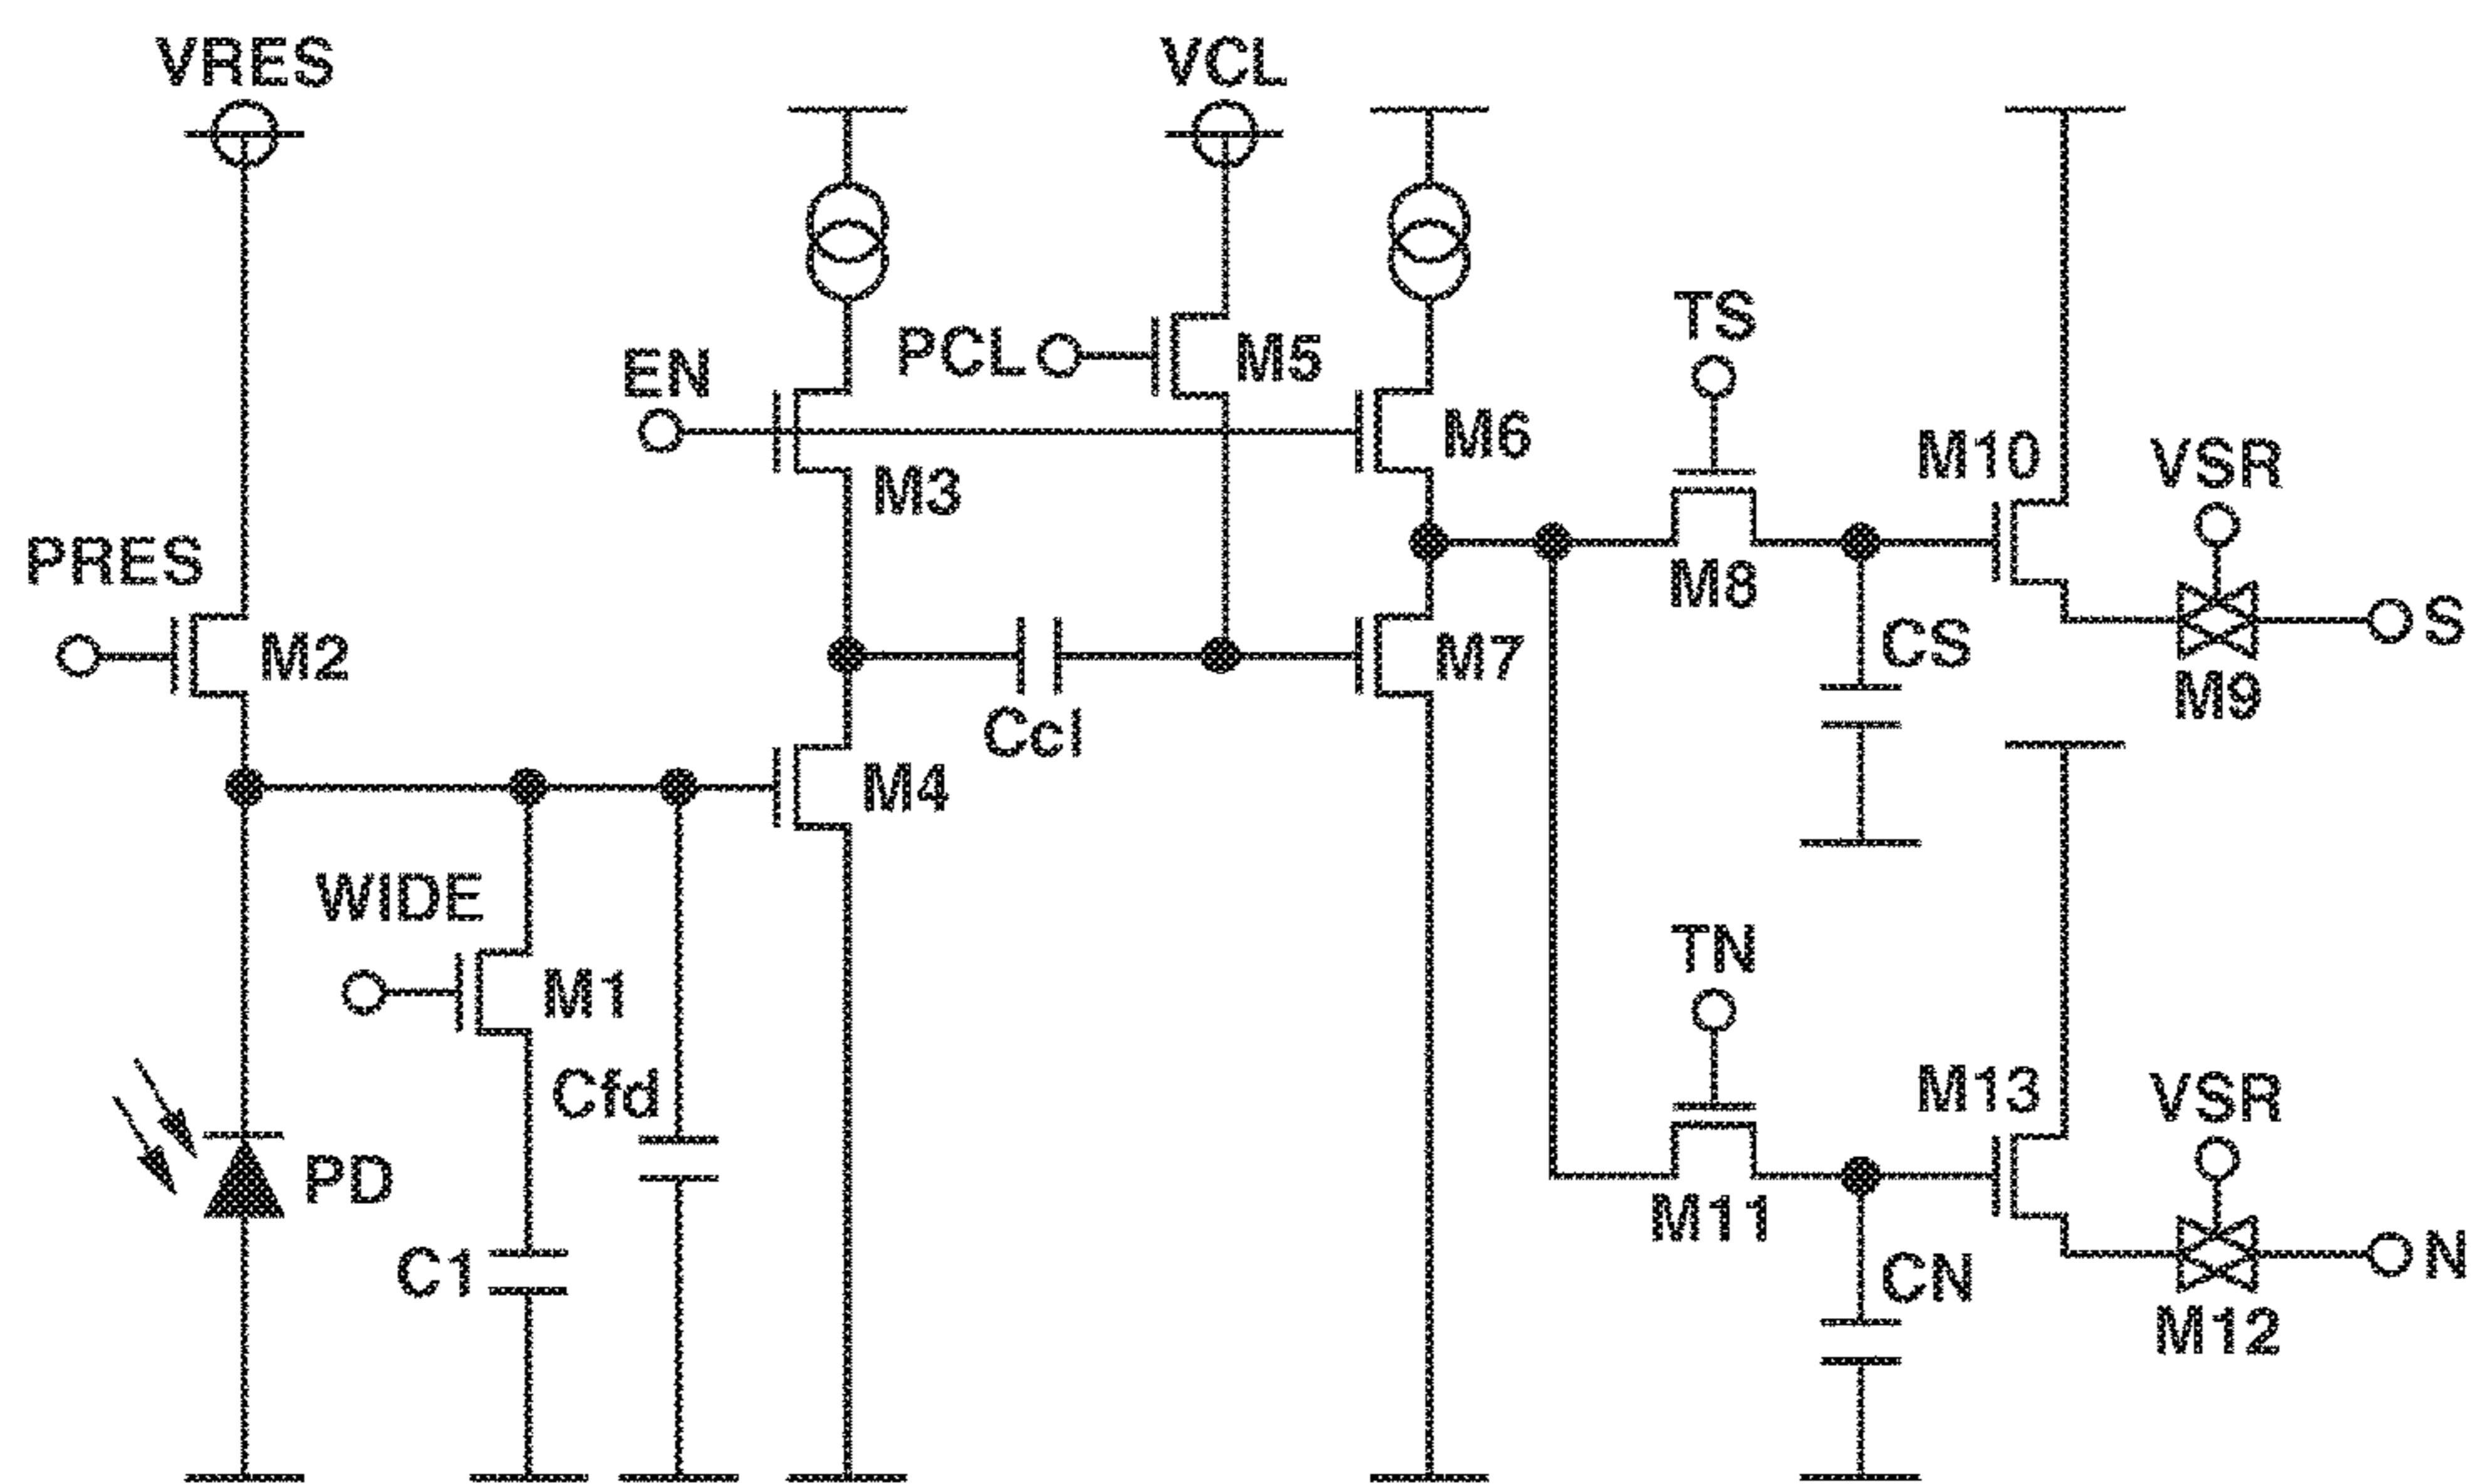 VRES
VCL
TS
EN
PCL
M5
M6
M10
VSR
M3
PRES
M8
M2
CS
S
M7
M9
Ccl
M4
WIDE
TN
M1
Cfd
M13
VSR
PD
M11
C1
CN
N
M12